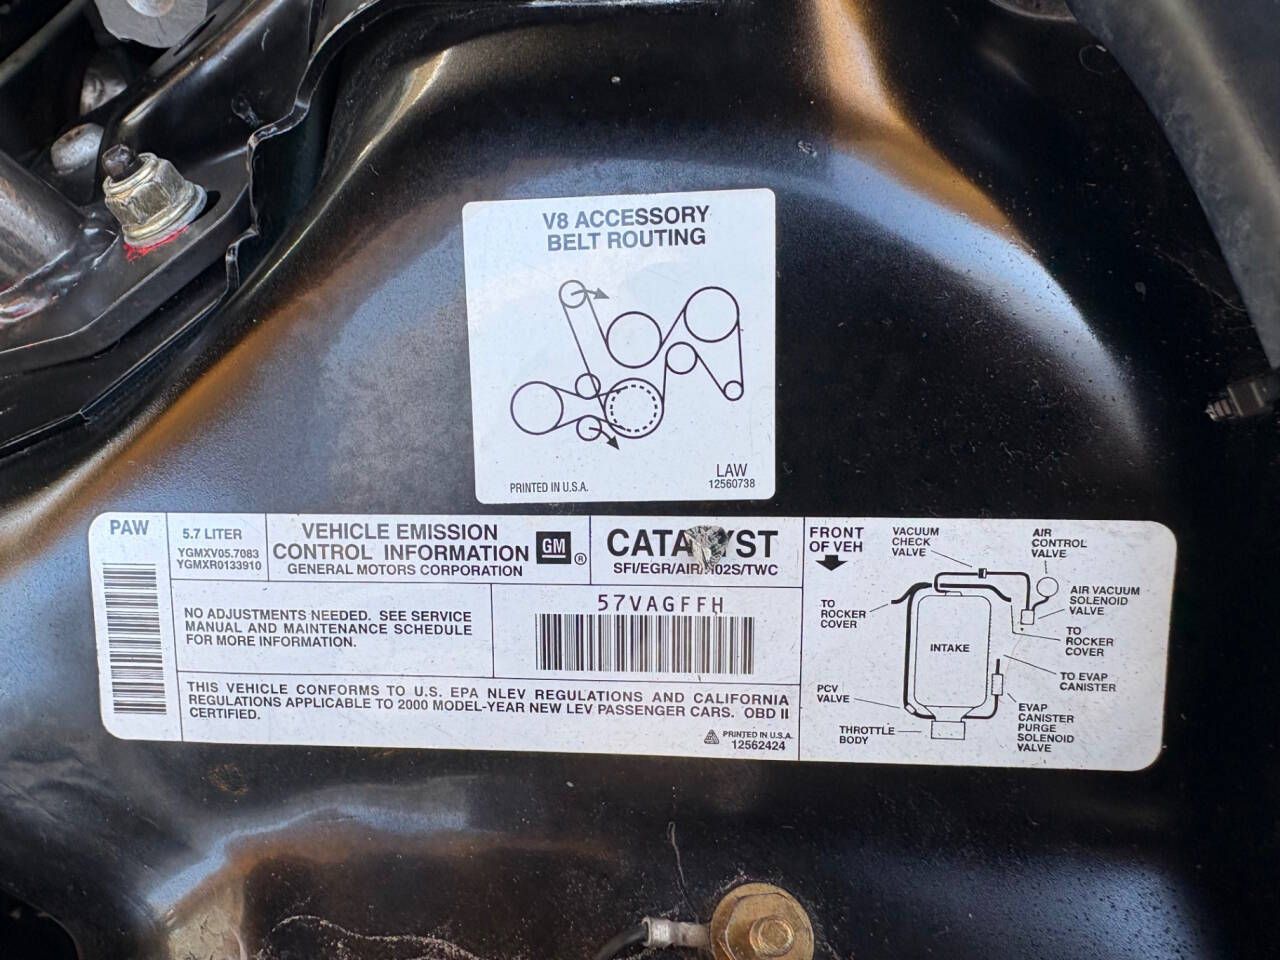 V8 ACCESSORY
BELT ROUTING
LAW
PRINTED IN U.S.A.
12560738
PAW
5.7 LITER
YGMXV05.7083
YGMXR0133910
VEHICLE EMISSION
CONTROL INFORMATION
GENERAL MOTORS CORPORATION
GM
®
SFI/EGR/AIR/H02S/TWC
NO ADJUSTMENTS NEEDED. SEE SERVICE
MANUAL AND MAINTENANCE SCHEDULE
FOR MORE INFORMATION.
57VAGFFH
THIS VEHICLE CONFORMS TO U.S. EPA NLEV REGULATIONS AND CALIFORNIA
REGULATIONS APPLICABLE TO 2000 MODEL-YEAR NEW LEV PASSENGER CARS. OBD II
CERTIFIED.
PRINTED IN U.S.A.
12562424
FRONT
OF VEH
VACUUM
CHECK
VALVE
AIR
CONTROL
VALVE
AIR VACUUM
SOLENOID
VALVE
TO
ROCKER
COVER
TO
ROCKER
COVER
INTAKE
TO EVAP
CANISTER
PCV
VALVE
EVAP
CANISTER
PURGE
SOLENOID
VALVE
THROTTLE
BODY